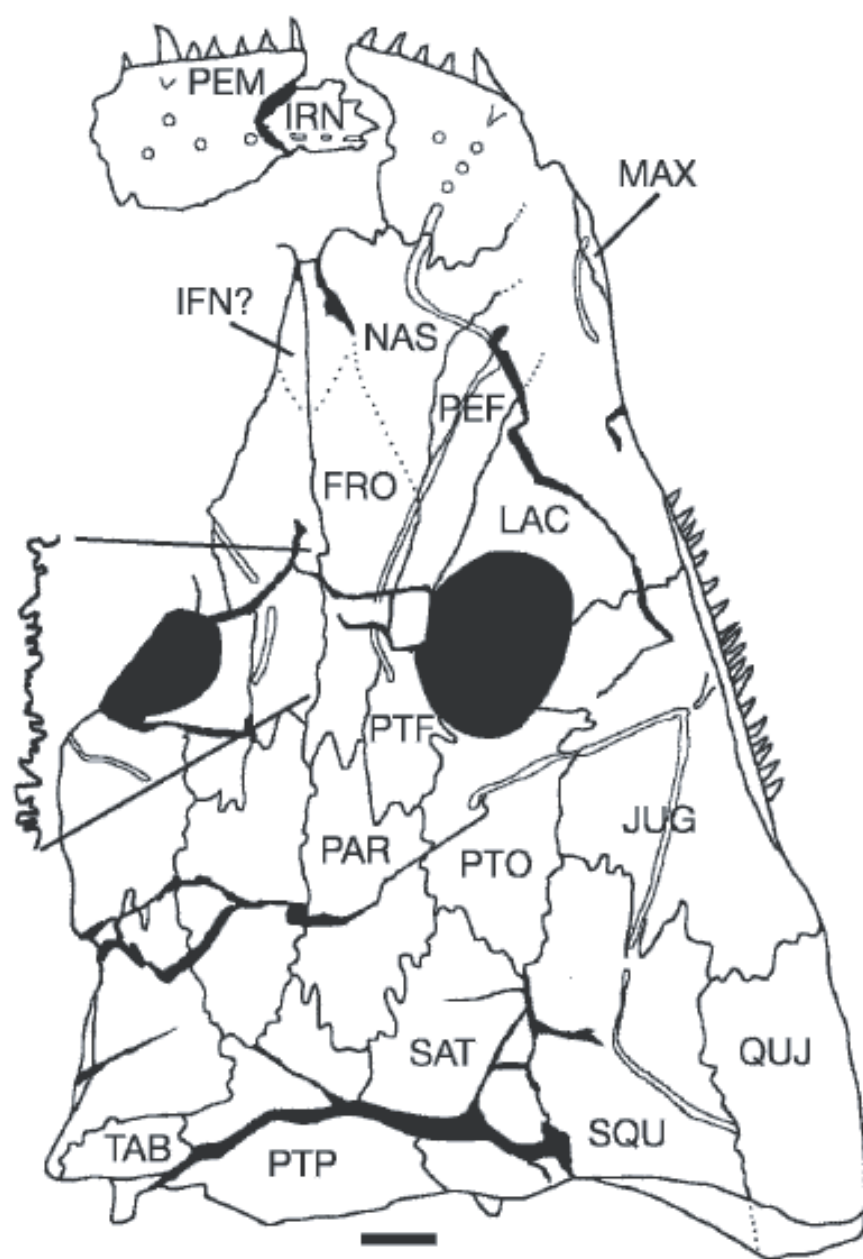 PEM
IRN
MAX
IFN?
NAS
PEF
FRO
LAC
PTF
JUG
PAR
PTO
SAT
QUJ
SQU
TAB
PTP